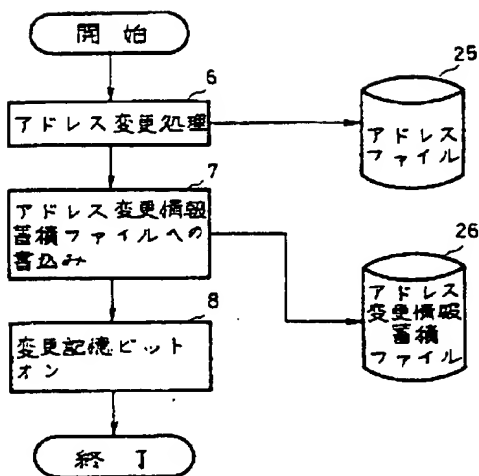 開始
6
アドレス変更処理
25
アドレス
ファイル
7
アドレス変更情報
蓄積ファイルへの
書込み
26
アドレス
変更情報
蓄積
ファイル
8
変更記憶ビット
オン
終了